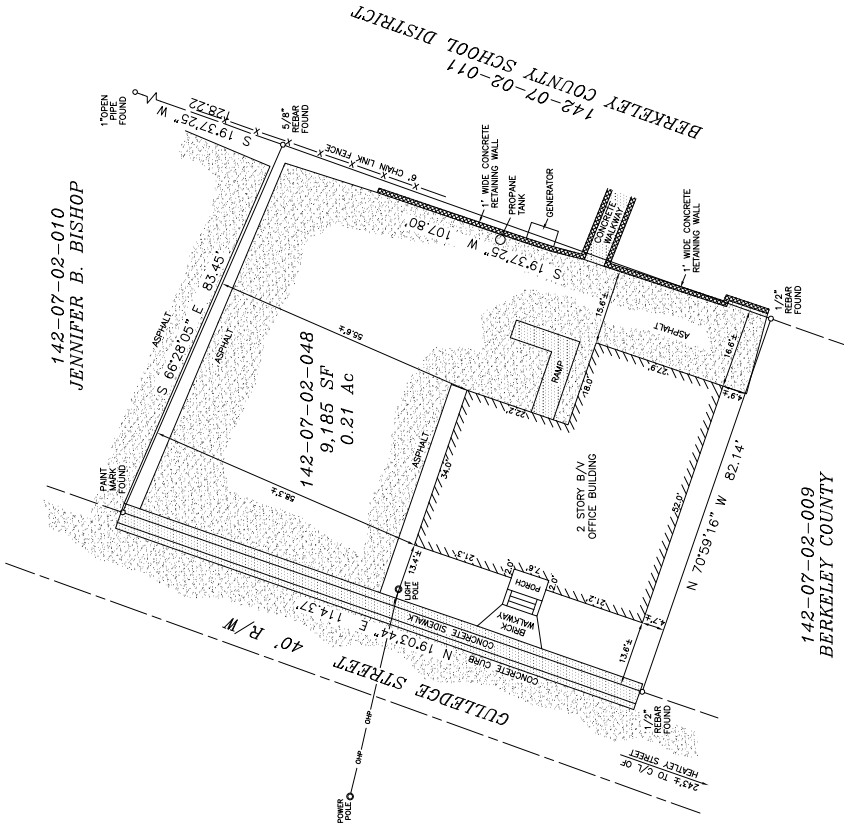 BERKELEY COUNTY SCHOOL DISTRICT
142-07-02-011
1" OPEN
PIPE
FOUND
S 19°37'25" W
128.22
5/8"
REBAR
FOUND
6' CHAIN LINK FENCE
142-07-02-010
JENNIFER B. BISHOP
ASPHALT
S 66°28'05" E 83.45'
ASPHALT
1' WIDE CONCRETE
RETAINING WALL
PROPANE
TANK
GENERATOR
S 19°37'25" W 107.80'
CONCRETE
WALKWAY
1' WIDE CONCRETE
RETAINING WALL
1/2"
REBAR
FOUND
55.6'±
142-07-02-048
9,185 SF
0.21 Ac
58.3'±
PAINT
MARK
FOUND
15.6'±
ASPHALT
16.6'±
27.9'
4.9'±
RAMP
18.0'
22.2'
ASPHALT
34.0'
2 STORY B/V
OFFICE BUILDING
52.0'
21.3'
13.4'±
2.0'
7.6'
2.0'
PORCH
21.2'
BRICK
WALKWAY
4.7'±
13.6'±
LIGHT
POLE
CONCRETE SIDEWALK
CONCRETE CURB
N 19°03'44" E 114.37'
40' R/W
GULLEDGE STREET
N 70°59'16" W 82.14'
142-07-02-009
BERKELEY COUNTY
1/2"
REBAR
FOUND
243'± TO C/L OF
HEATLEY STREET
OHP
OHP
POWER
POLE